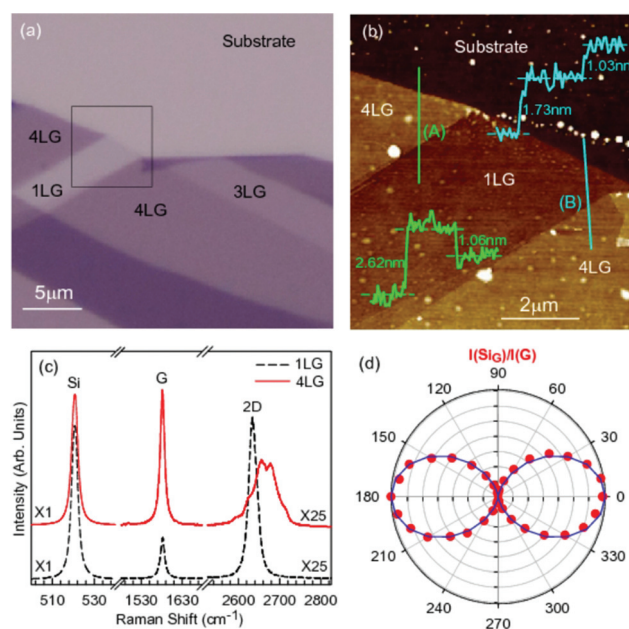 (a)
Substrate
4LG
1LG
3LG
4LG
5μm
(b)
Substrate
1.03nm
1.73nm
4LG
(A)
1LG
(B)
1.06nm
2.62nm
4LG
2μm
(c)
1LG
4LG
Si
G
2D
X1
X25
X1
X25
Intensity (Arb. Units)
510 530 1530 1630 2600 2700 2800
Raman Shift (cm⁻¹)
(d)
I(Si_G)/I(G)
90
120 60
150 30
180 0
210 330
240 300
270